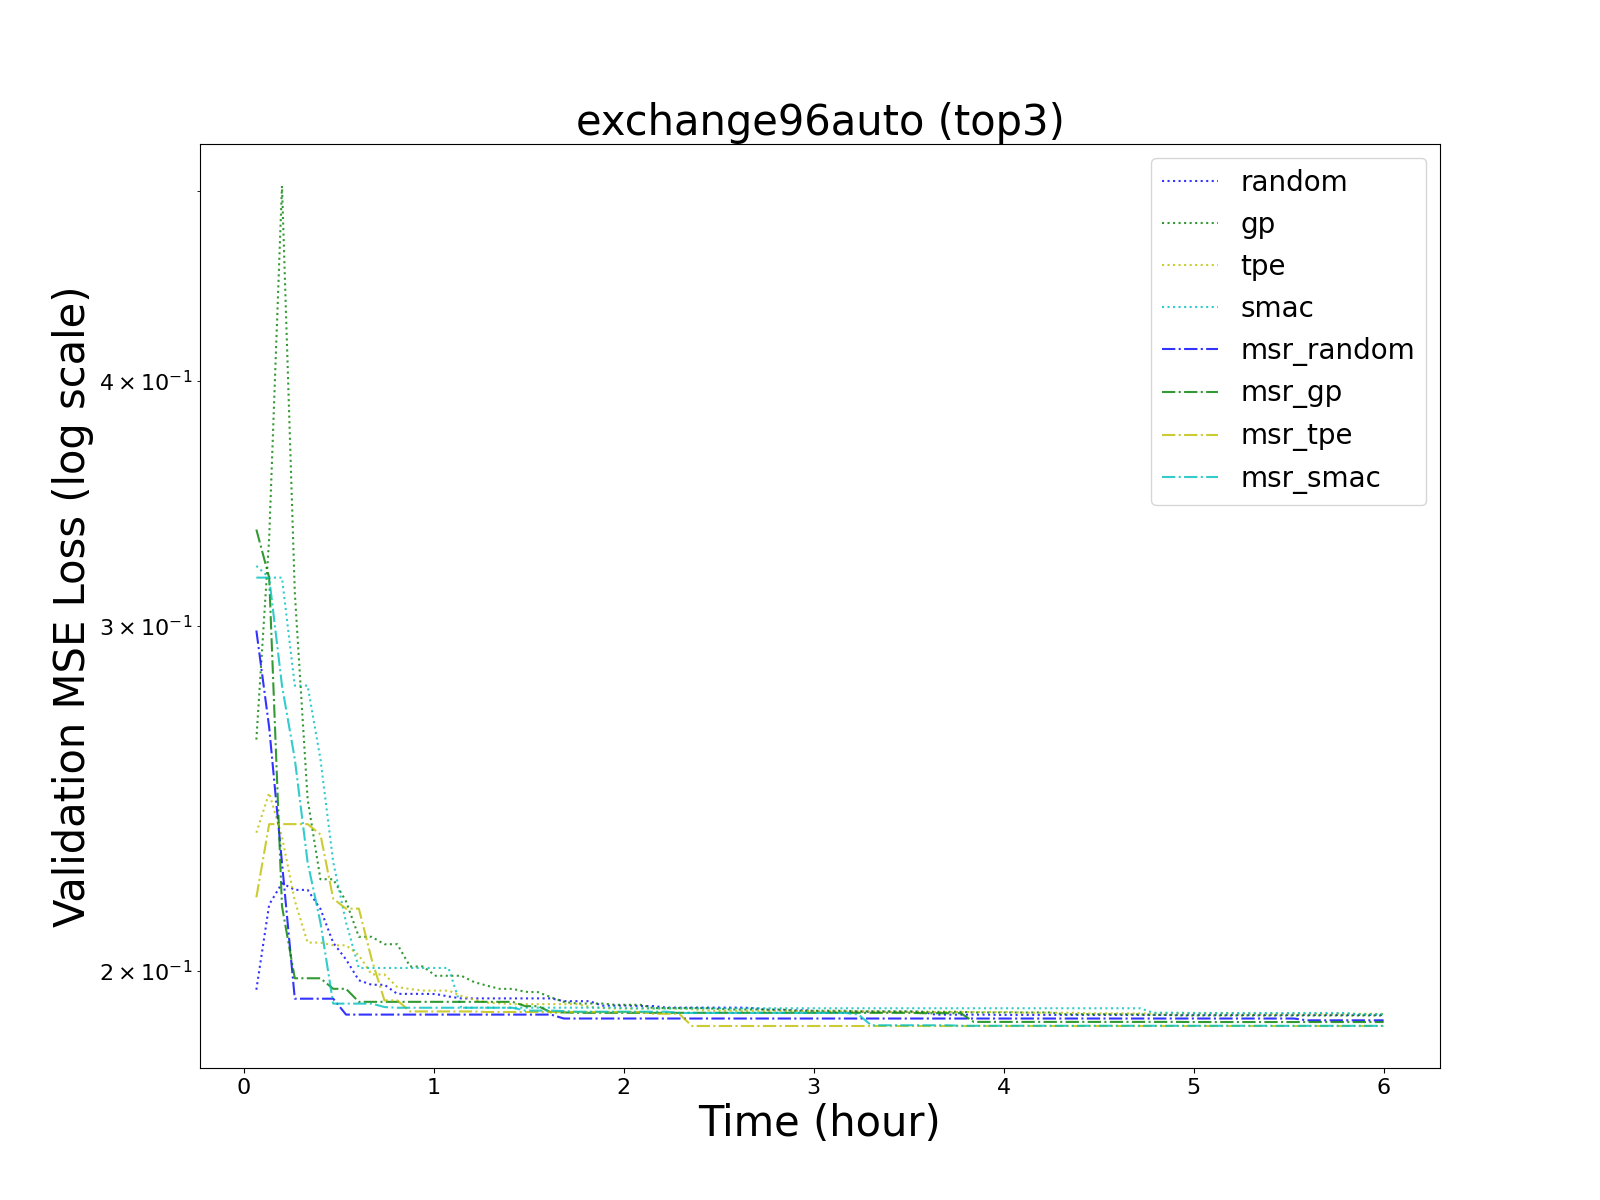 exchange96auto (top3)
Validation MSE Loss (log scale)
4 × 10⁻¹
3 × 10⁻¹
2 × 10⁻¹
random
gp
tpe
smac
msr_random
msr_gp
msr_tpe
msr_smac
0 1 2 3 4 5 6
Time (hour)